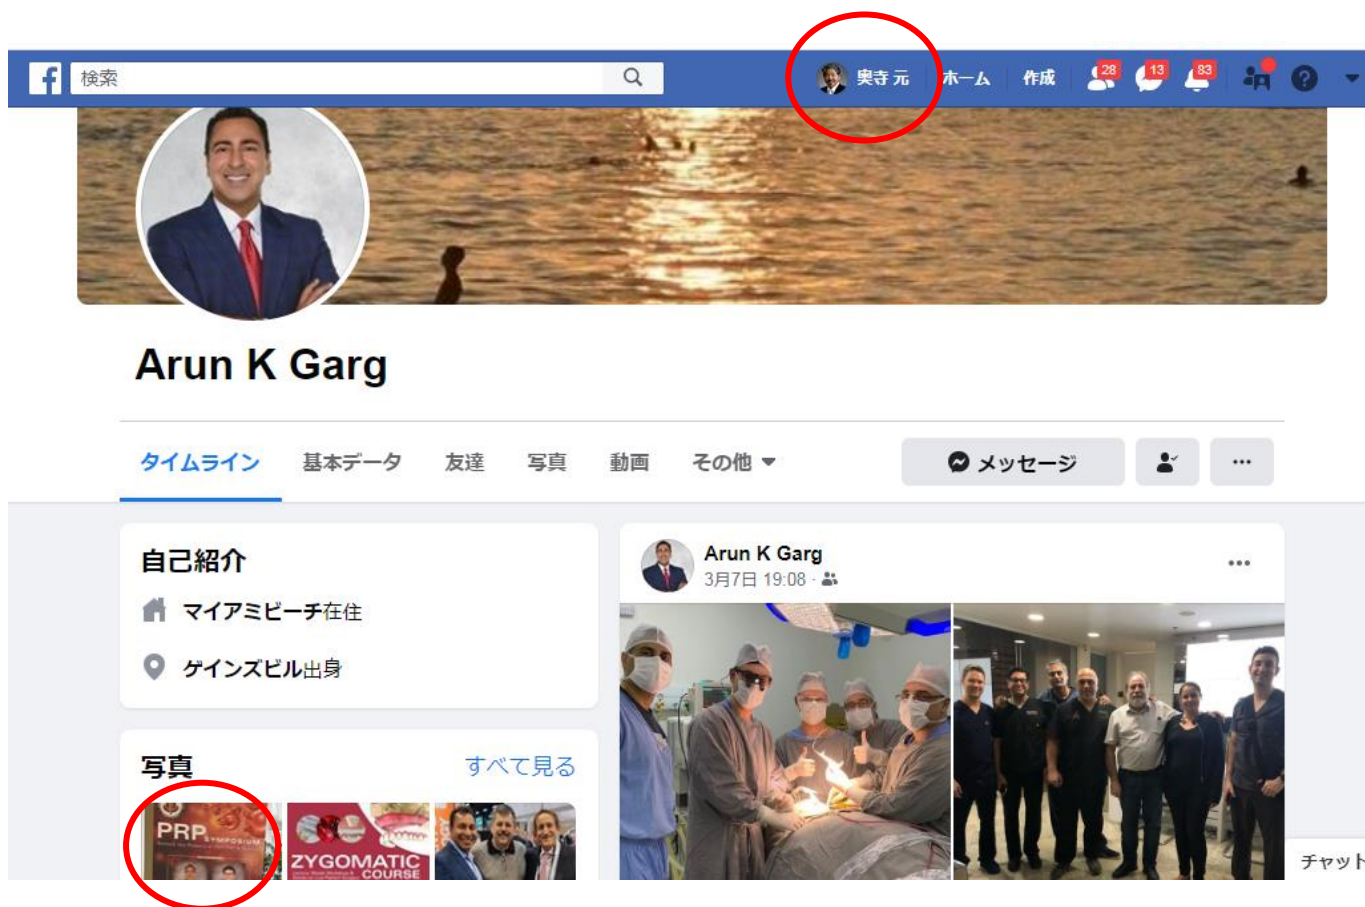 検索
奥寺 元
ホーム
作成
28
13
83
Arun K Garg
タイムライン
基本データ
友達
写真
動画
その他
メッセージ
自己紹介
マイアミビーチ在住
ゲインズビル出身
写真
すべて見る
PRP
SYMPOSIUM
ZYGOMATIC
COURSE
Arun K Garg
3月7日 19:08
チャット